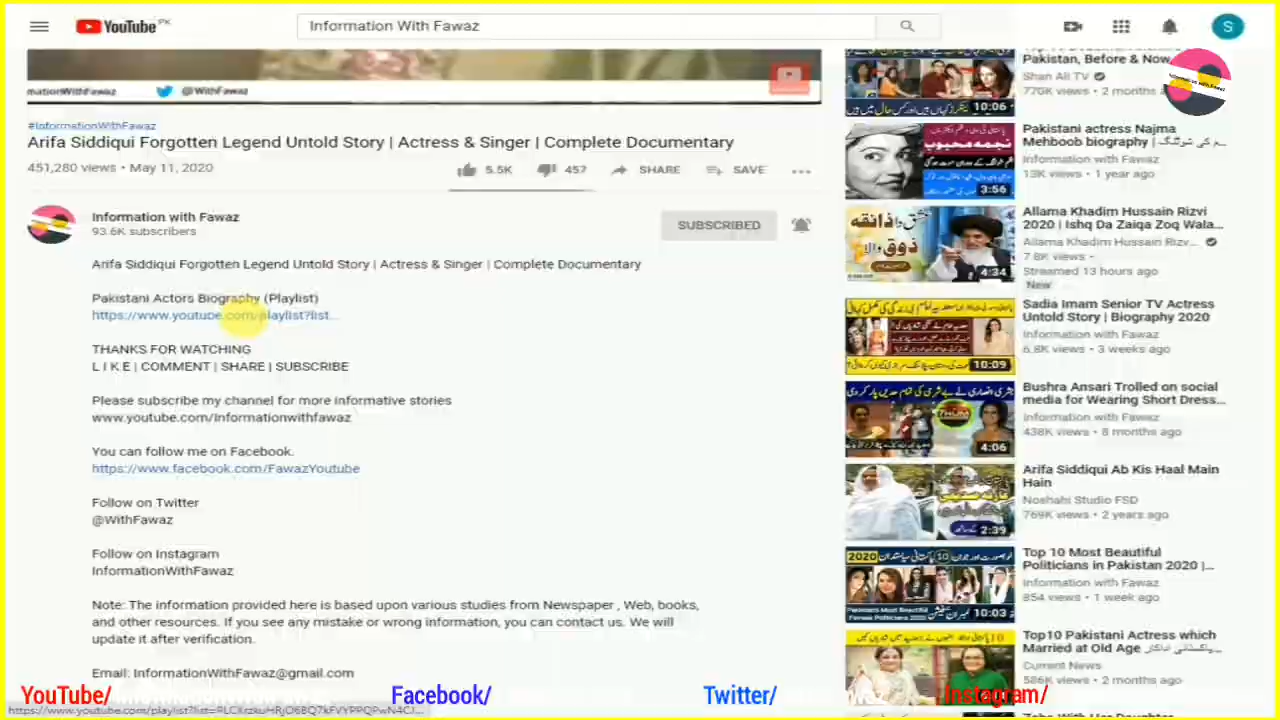 YouTube PK
Information With Fawaz
S
@WithFawaz
#InformationWithFawaz
Arifa Siddiqui Forgotten Legend Untold Story | Actress & Singer | Complete Documentary
451,280 views • May 11, 2020
5.5K
457
SHARE
SAVE
Information with Fawaz
93.6K subscribers
SUBSCRIBED
Arifa Siddiqui Forgotten Legend Untold Story | Actress & Singer | Complete Documentary
Pakistani Actors Biography (Playlist)
https://www.youtube.com/playlist?list...
THANKS FOR WATCHING
L I K E | COMMENT | SHARE | SUBSCRIBE
Please subscribe my channel for more informative stories
www.youtube.com/Informationwithfawaz
You can follow me on Facebook.
https://www.facebook.com/FawazYoutube
Follow on Twitter
@WithFawaz
Follow on Instagram
InformationWithFawaz
Note: The information provided here is based upon various studies from Newspaper , Web, books,
and other resources. If you see any mistake or wrong information, you can contact us. We will
update it after verification.
Email: InformationWithFawaz@gmail.com
Pakistan, Before & Now
Shan Ali TV
770K views • 2 months
10:06
Pakistani actress Najma
Mehboob biography |
Information with Fawaz
13K views • 1 year ago
نجمہ محبوب
3:56
Allama Khadim Hussain Rizvi
2020 | Ishq Da Zaiqa Zoq Wala...
Allama Khadim Hussain Rizv...
7.8K views •
Streamed 13 hours ago
New
4:34
Sadia Imam Senior TV Actress
Untold Story | Biography 2020
Information with Fawaz
6.8K views • 3 weeks ago
10:09
Bushra Ansari Trolled on social
media for Wearing Short Dress...
Information with Fawaz
438K views • 8 months ago
4:06
Arifa Siddiqui Ab Kis Haal Main
Hain
Noshahi Studio FSD
769K views • 2 years ago
2:39
Top 10 Most Beautiful
Politicians in Pakistan 2020 |...
Information with Fawaz
854 views • 1 week ago
2020
10:03
Top10 Pakistani Actress which
Married at Old Age
Current News
586K views • 2 months ago
YouTube/
Facebook/
Twitter/
Instagram/